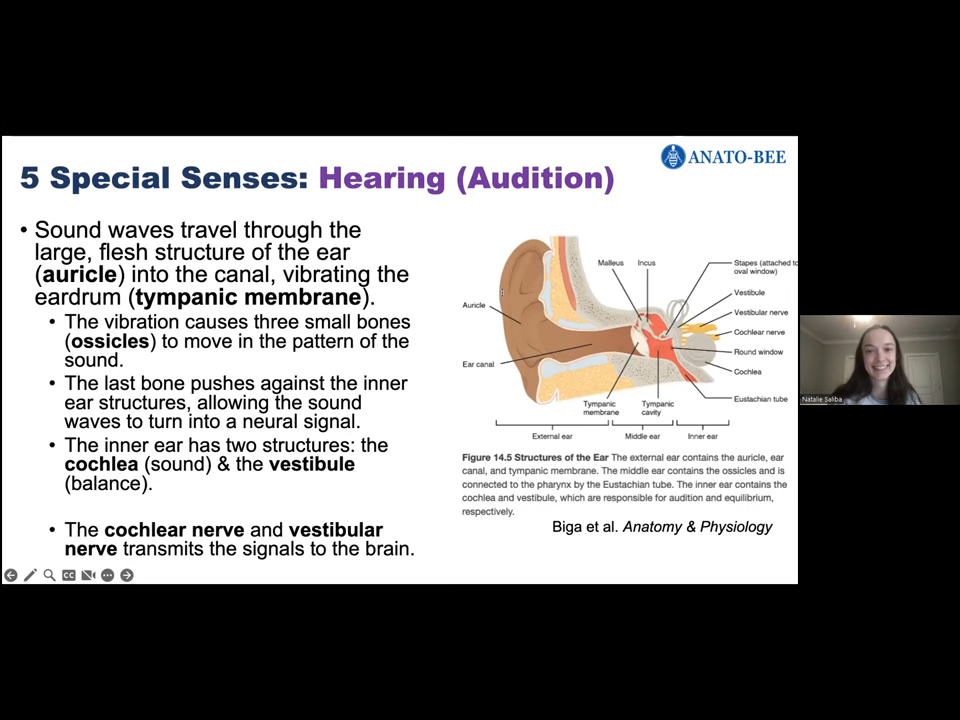 ANATO-BEE
5 Special Senses: Hearing (Audition)
• Sound waves travel through the
large, flesh structure of the ear
(auricle) into the canal, vibrating the
eardrum (tympanic membrane).
• The vibration causes three small bones
(ossicles) to move in the pattern of the
sound.
• The last bone pushes against the inner
ear structures, allowing the sound
waves to turn into a neural signal.
• The inner ear has two structures: the
cochlea (sound) & the vestibule
(balance).
• The cochlear nerve and vestibular
nerve transmits the signals to the brain.
Malleus
Incus
Stapes (attached to
oval window)
Vestibule
Vestibular nerve
Cochlear nerve
Round window
Cochlea
Eustachian tube
Auricle
Ear canal
Tympanic
membrane
Tympanic
cavity
External ear
Middle ear
Inner ear
Figure 14.5 Structures of the Ear The external ear contains the auricle, ear
canal, and tympanic membrane. The middle ear contains the ossicles and is
connected to the pharynx by the Eustachian tube. The inner ear contains the
cochlea and vestibule, which are responsible for audition and equilibrium,
respectively.
Biga et al. Anatomy & Physiology
CC
Natalie Saliba